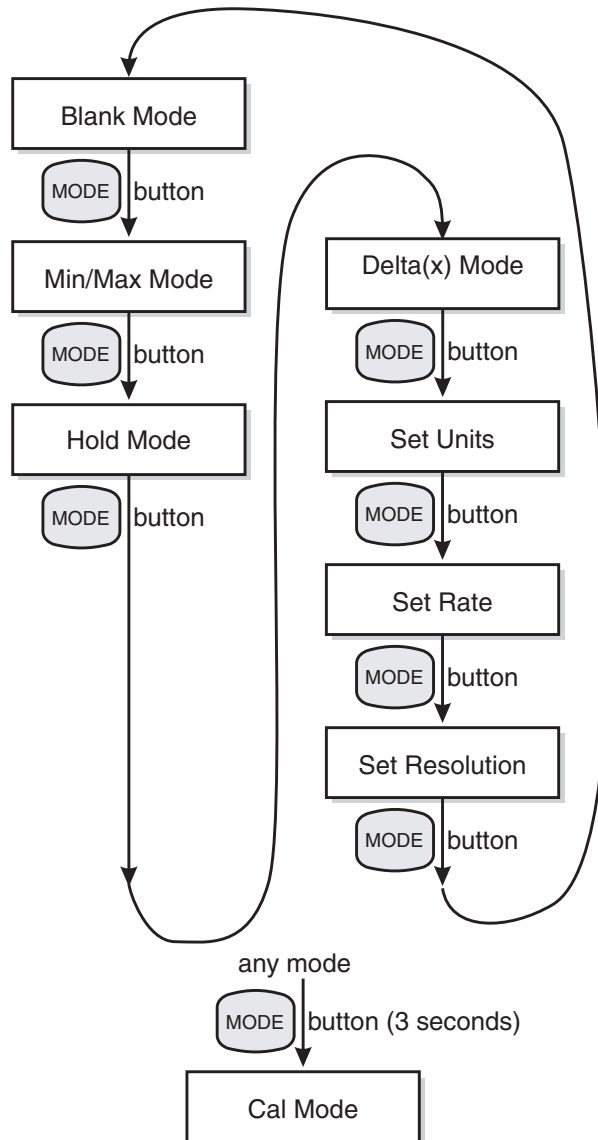 Blank Mode
MODE button
Min/Max Mode
MODE button
Hold Mode
MODE button
Delta(x) Mode
MODE button
Set Units
MODE button
Set Rate
MODE button
Set Resolution
MODE button
any mode
MODE button (3 seconds)
Cal Mode